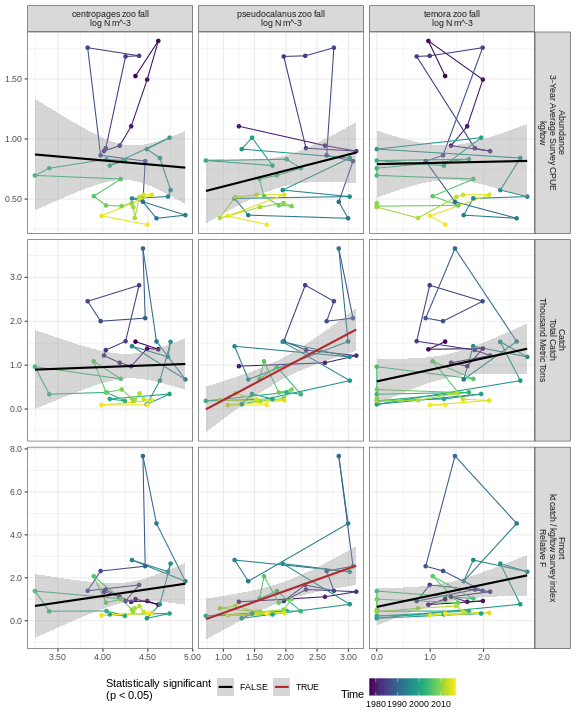 centropages zoo fall
log N m^-3
pseudocalanus zoo fall
log N m^-3
temora zoo fall
log N m^-3
1.50
1.00
0.50
Abundance
3-Year Average Survey CPUE
kg/tow
3.0
2.0
1.0
0.0
Catch
Total Catch
Thousand Metric Tons
8.0
6.0
4.0
2.0
0.0
Fmort
kt catch / kg/tow survey index
Relative F
3.50 4.00 4.50 5.00
1.00 1.50 2.00 2.50 3.00
0.0 1.0 2.0
Statistically significant
(p < 0.05)
FALSE
TRUE
Time
1980 1990 2000 2010